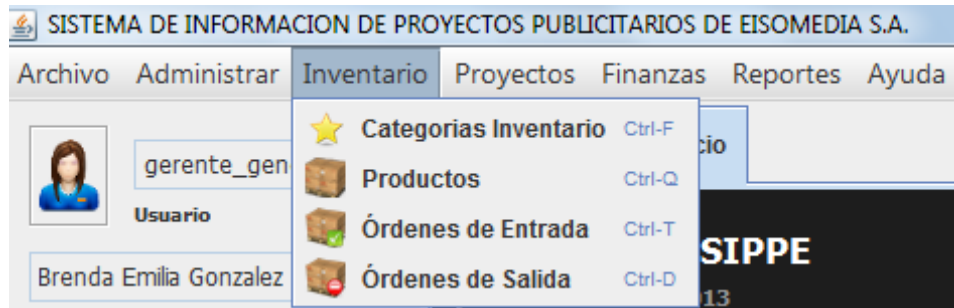 SISTEMA DE INFORMACION DE PROYECTOS PUBLICITARIOS DE EISOMEDIA S.A.
Archivo Administrar Inventario Proyectos Finanzas Reportes Ayuda
Categorias Inventario Ctrl-F
cio
gerente_gen
Productos Ctrl-Q
Usuario
Órdenes de Entrada Ctrl-T
SIPPE
Brenda Emilia Gonzalez
Órdenes de Salida Ctrl-D
13